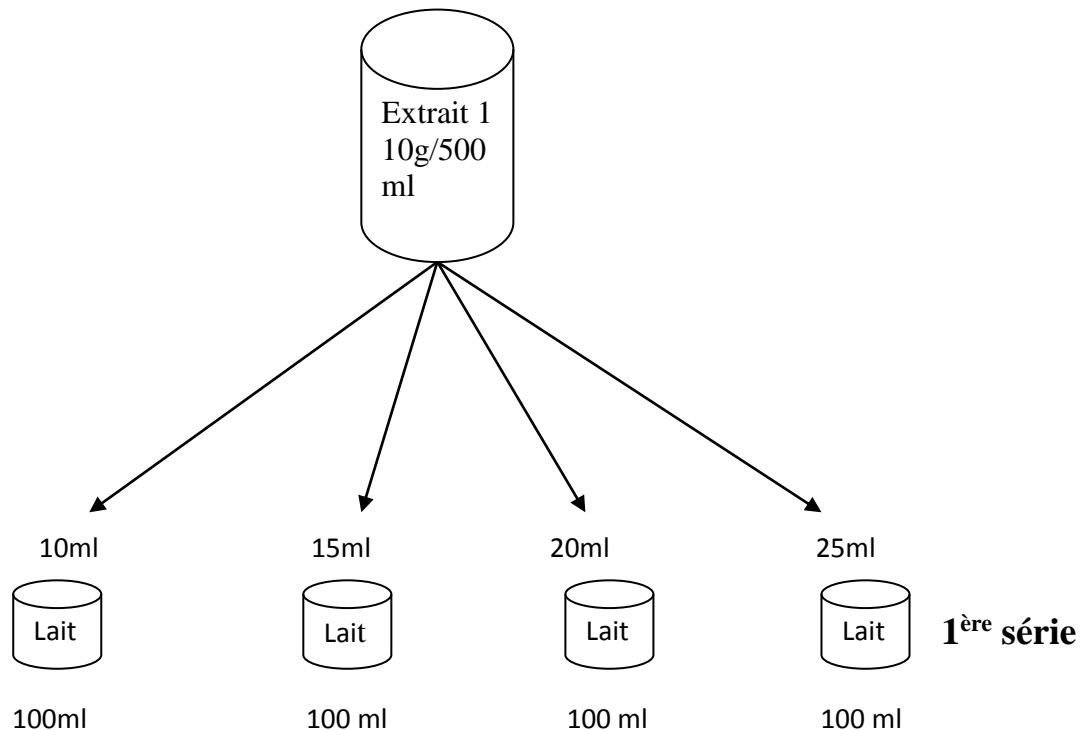 Extrait 1
10g/500
ml
10ml 15ml 20ml 25ml
Lait Lait Lait Lait 1ère série
100ml 100 ml 100 ml 100 ml